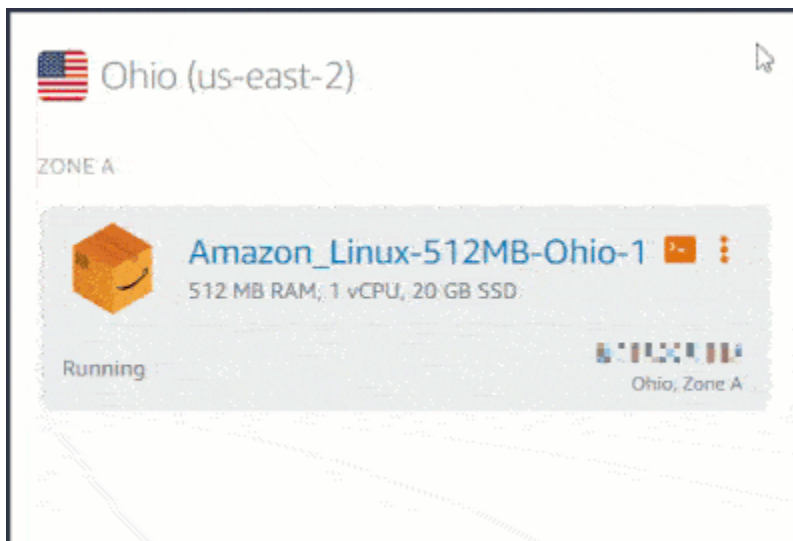 Ohio (us-east-2)
ZONE A
Amazon_Linux-512MB-Ohio-1
512 MB RAM, 1 vCPU, 20 GB SSD
Running
Ohio, Zone A